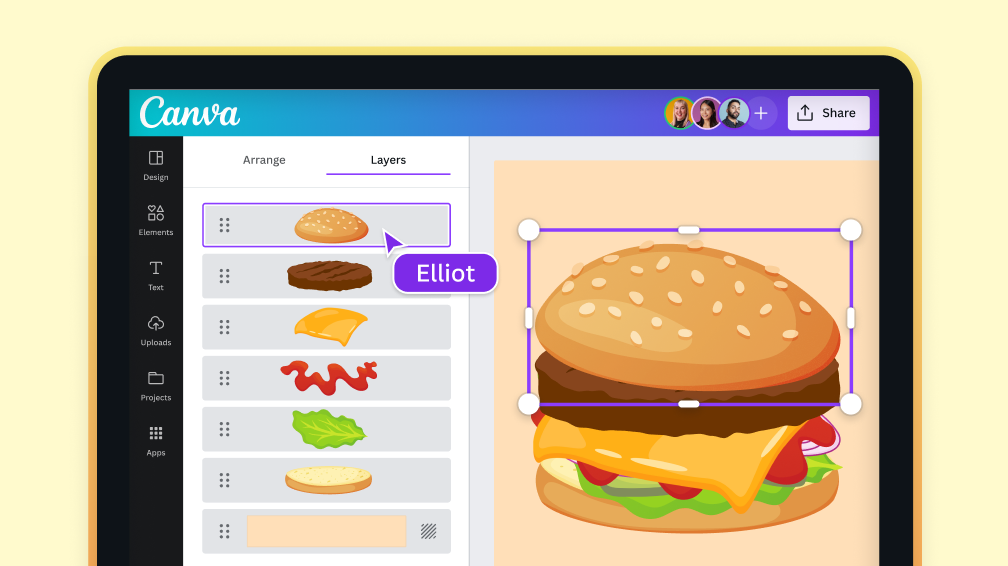 Canva
Share
Design
Elements
Text
Uploads
Projects
Apps
Arrange
Layers
Elliot